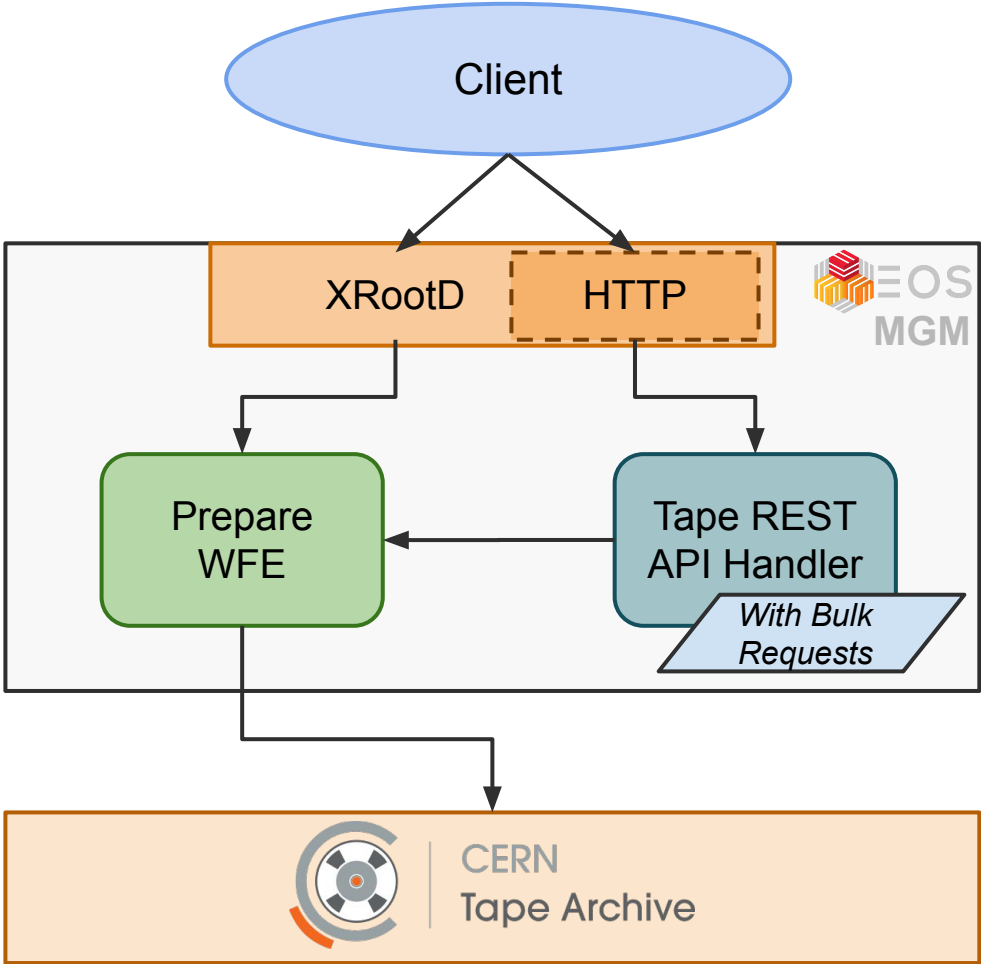 Client
XRootD
HTTP
EOS
MGM
Prepare
WFE
Tape REST
API Handler
With Bulk
Requests
CERN
Tape Archive